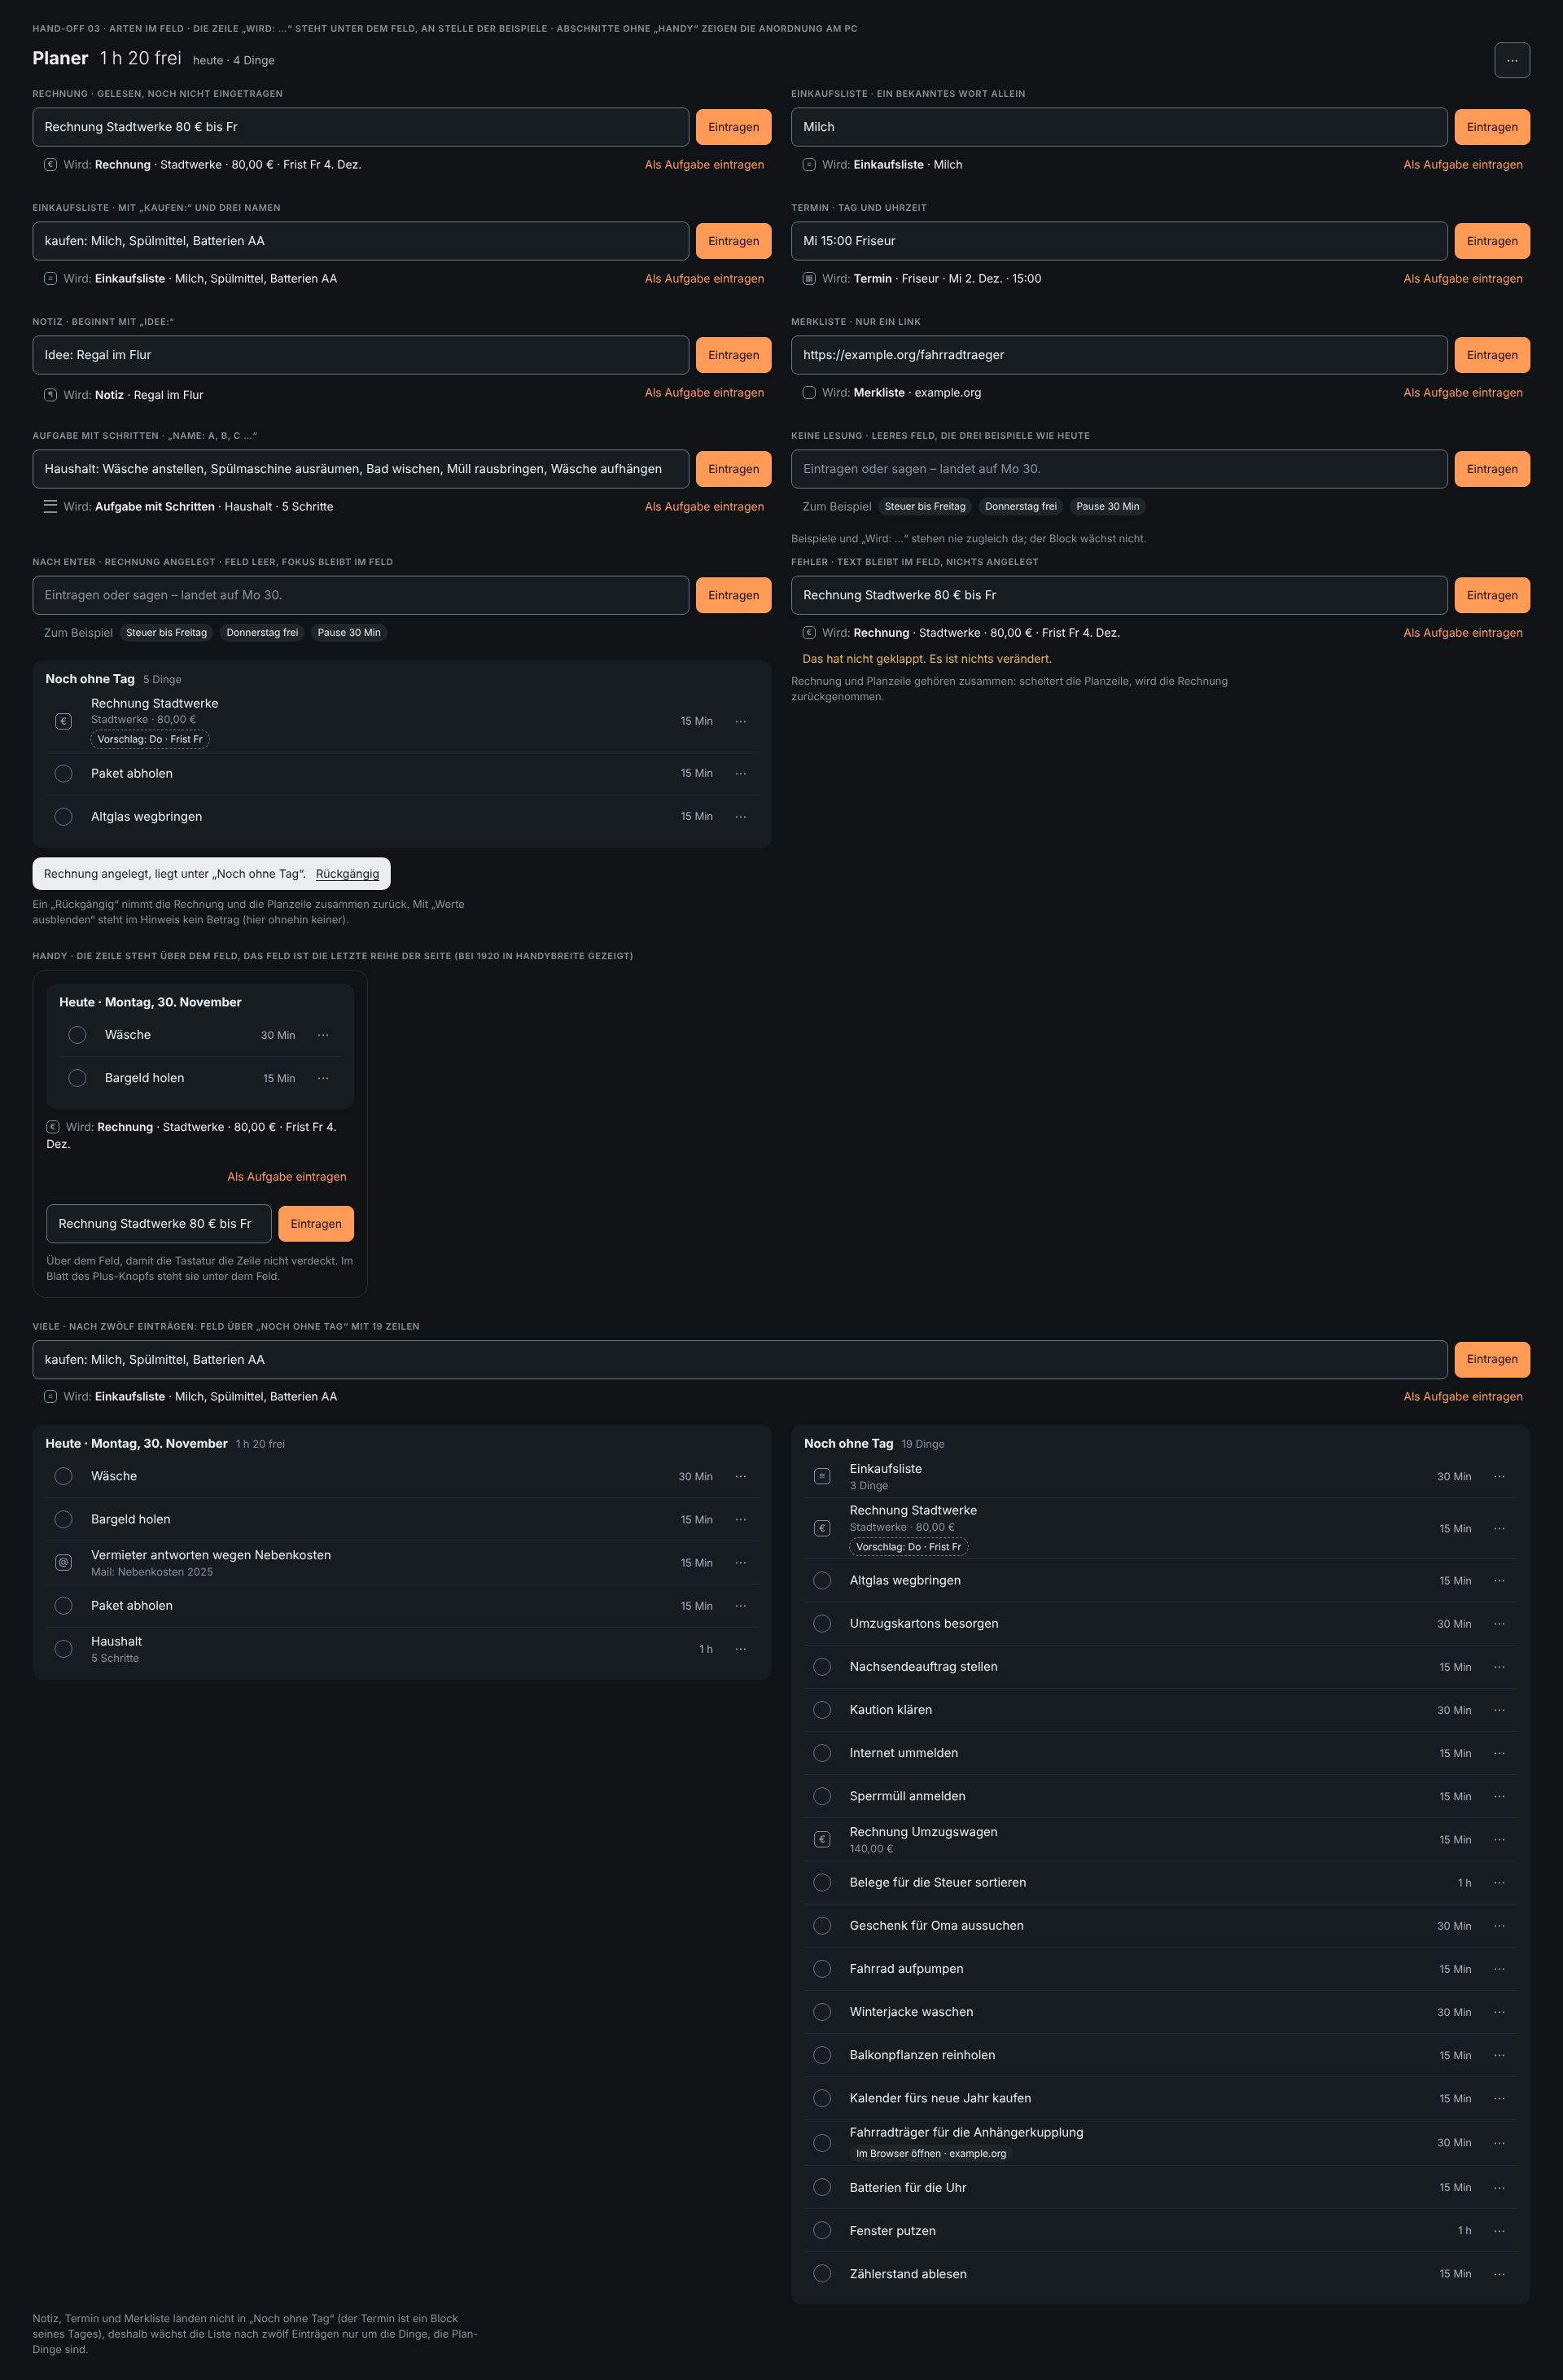 HAND-OFF 03 · ARTEN IM FELD · DIE ZEILE „WIRD: …“ STEHT UNTER DEM FELD, AN STELLE DER BEISPIELE · ABSCHNITTE OHNE „HANDY“ ZEIGEN DIE ANORDNUNG AM PC
Planer 1 h 20 frei heute · 4 Dinge
…
RECHNUNG · GELESEN, NOCH NICHT EINGETRAGEN
Rechnung Stadtwerke 80 € bis Fr
Eintragen
€ Wird: Rechnung · Stadtwerke · 80,00 € · Frist Fr 4. Dez.
Als Aufgabe eintragen
EINKAUFSLISTE · EIN BEKANNTES WORT ALLEIN
Milch
Eintragen
≡ Wird: Einkaufsliste · Milch
Als Aufgabe eintragen
EINKAUFSLISTE · MIT „KAUFEN:“ UND DREI NAMEN
kaufen: Milch, Spülmittel, Batterien AA
Eintragen
≡ Wird: Einkaufsliste · Milch, Spülmittel, Batterien AA
Als Aufgabe eintragen
TERMIN · TAG UND UHRZEIT
Mi 15:00 Friseur
Eintragen
Wird: Termin · Friseur · Mi 2. Dez. · 15:00
Als Aufgabe eintragen
NOTIZ · BEGINNT MIT „IDEE:“
Idee: Regal im Flur
Eintragen
¶ Wird: Notiz · Regal im Flur
Als Aufgabe eintragen
MERKLISTE · NUR EIN LINK
https://example.org/fahrradtraeger
Eintragen
Wird: Merkliste · example.org
Als Aufgabe eintragen
AUFGABE MIT SCHRITTEN · „NAME: A, B, C …“
Haushalt: Wäsche anstellen, Spülmaschine ausräumen, Bad wischen, Müll rausbringen, Wäsche aufhängen
Eintragen
Wird: Aufgabe mit Schritten · Haushalt · 5 Schritte
Als Aufgabe eintragen
KEINE LESUNG · LEERES FELD, DIE DREI BEISPIELE WIE HEUTE
Eintragen oder sagen – landet auf Mo 30.
Eintragen
Zum Beispiel Steuer bis Freitag Donnerstag frei Pause 30 Min
Beispiele und „Wird: …“ stehen nie zugleich da; der Block wächst nicht.
NACH ENTER · RECHNUNG ANGELEGT · FELD LEER, FOKUS BLEIBT IM FELD
Eintragen oder sagen – landet auf Mo 30.
Eintragen
Zum Beispiel Steuer bis Freitag Donnerstag frei Pause 30 Min
Noch ohne Tag 5 Dinge
Rechnung Stadtwerke
Stadtwerke · 80,00 €
Vorschlag: Do · Frist Fr
€ 15 Min …
Paket abholen 15 Min …
Altglas wegbringen 15 Min …
Rechnung angelegt, liegt unter „Noch ohne Tag“. Rückgängig
Ein „Rückgängig“ nimmt die Rechnung und die Planzeile zusammen zurück. Mit „Werte
ausblenden“ steht im Hinweis kein Betrag (hier ohnehin keiner).
FEHLER · TEXT BLEIBT IM FELD, NICHTS ANGELEGT
Rechnung Stadtwerke 80 € bis Fr
Eintragen
€ Wird: Rechnung · Stadtwerke · 80,00 € · Frist Fr 4. Dez.
Als Aufgabe eintragen
Das hat nicht geklappt. Es ist nichts verändert.
Rechnung und Planzeile gehören zusammen: scheitert die Planzeile, wird die Rechnung
zurückgenommen.
HANDY · DIE ZEILE STEHT ÜBER DEM FELD, DAS FELD IST DIE LETZTE REIHE DER SEITE (BEI 1920 IN HANDYBREITE GEZEIGT)
Heute · Montag, 30. November
Wäsche 30 Min …
Bargeld holen 15 Min …
€ Wird: Rechnung · Stadtwerke · 80,00 € · Frist Fr 4.
Dez.
Als Aufgabe eintragen
Rechnung Stadtwerke 80 € bis Fr
Eintragen
Über dem Feld, damit die Tastatur die Zeile nicht verdeckt. Im
Blatt des Plus-Knopfs steht sie unter dem Feld.
VIELE · NACH ZWÖLF EINTRÄGEN: FELD ÜBER „NOCH OHNE TAG“ MIT 19 ZEILEN
kaufen: Milch, Spülmittel, Batterien AA
Eintragen
≡ Wird: Einkaufsliste · Milch, Spülmittel, Batterien AA
Als Aufgabe eintragen
Heute · Montag, 30. November 1 h 20 frei
Wäsche 30 Min …
Bargeld holen 15 Min …
@ Vermieter antworten wegen Nebenkosten 15 Min …
Mail: Nebenkosten 2025
Paket abholen 15 Min …
Haushalt 1 h …
5 Schritte
Noch ohne Tag 19 Dinge
≡ Einkaufsliste 30 Min …
3 Dinge
Rechnung Stadtwerke
€ Stadtwerke · 80,00 € 15 Min …
Vorschlag: Do · Frist Fr
Altglas wegbringen 15 Min …
Umzugskartons besorgen 30 Min …
Nachsendeauftrag stellen 15 Min …
Kaution klären 30 Min …
Internet ummelden 15 Min …
Sperrmüll anmelden 15 Min …
€ Rechnung Umzugswagen 15 Min …
140,00 €
Belege für die Steuer sortieren 1 h …
Geschenk für Oma aussuchen 30 Min …
Fahrrad aufpumpen 15 Min …
Winterjacke waschen 30 Min …
Balkonpflanzen reinholen 15 Min …
Kalender fürs neue Jahr kaufen 15 Min …
Fahrradträger für die Anhängerkupplung 30 Min …
Im Browser öffnen · example.org
Batterien für die Uhr 15 Min …
Fenster putzen 1 h …
Zählerstand ablesen 15 Min …
Notiz, Termin und Merkliste landen nicht in „Noch ohne Tag“ (der Termin ist ein Block
seines Tages), deshalb wächst die Liste nach zwölf Einträgen nur um die Dinge, die Plan-
Dinge sind.